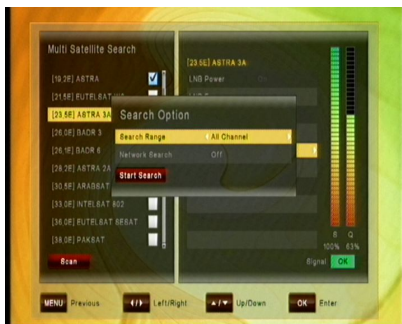 Multi Satellite Search
[19.2E] ASTRA
[21.5E] EUTELSAT
[23.5E] ASTRA 3A
[26.0E] BADR 3
[26.1E] BADR 6
[28.2E] ASTRA 2A
[30.5E] ARABSAT
[33.0E] INTELSAT 802
[36.0E] EUTELSAT SESAT
[38.0E] PAKSAT
Scan
[23.5E] ASTRA 3A
LNB Power
Search Option
Search Range All Channel
Network Search Off
Start Search
S Q
100% 63%
Signal OK
MENU Previous Left/Right Up/Down OK Enter